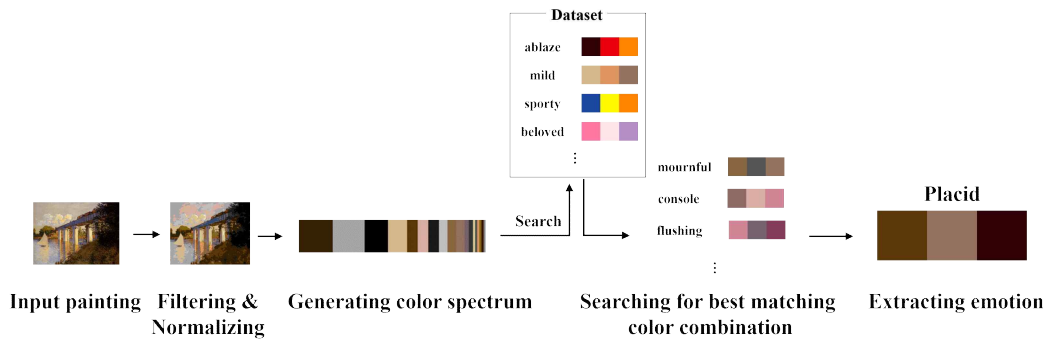 Dataset
ablaze
mild
sporty
beloved
⋮
Search
mournful
console
flushing
⋮
Placid
Input painting
Filtering &
Normalizing
Generating color spectrum
Searching for best matching
color combination
Extracting emotion